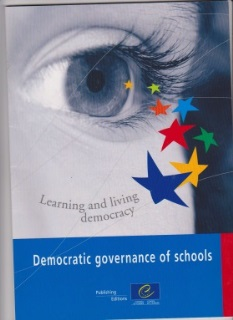 Learning and living
democracy
Democratic governance of schools
Publishing
Editions